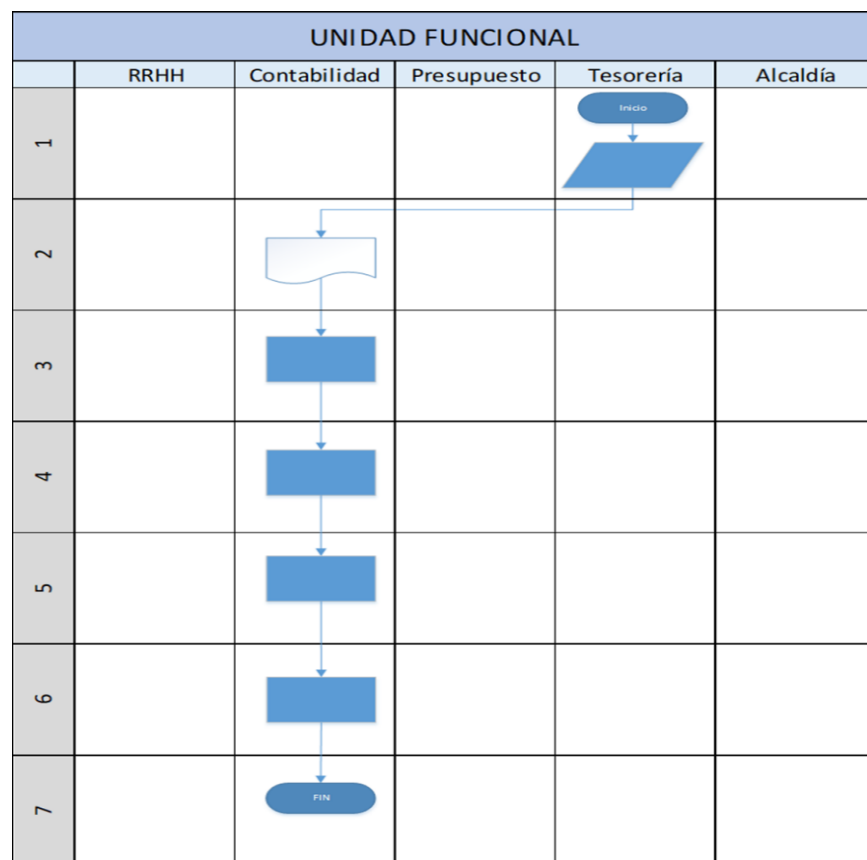 UNIDAD FUNCIONAL
RRHH Contabilidad Presupuesto Tesorería Alcaldía
Inicio
1
2
3
4
5
6
FIN
7